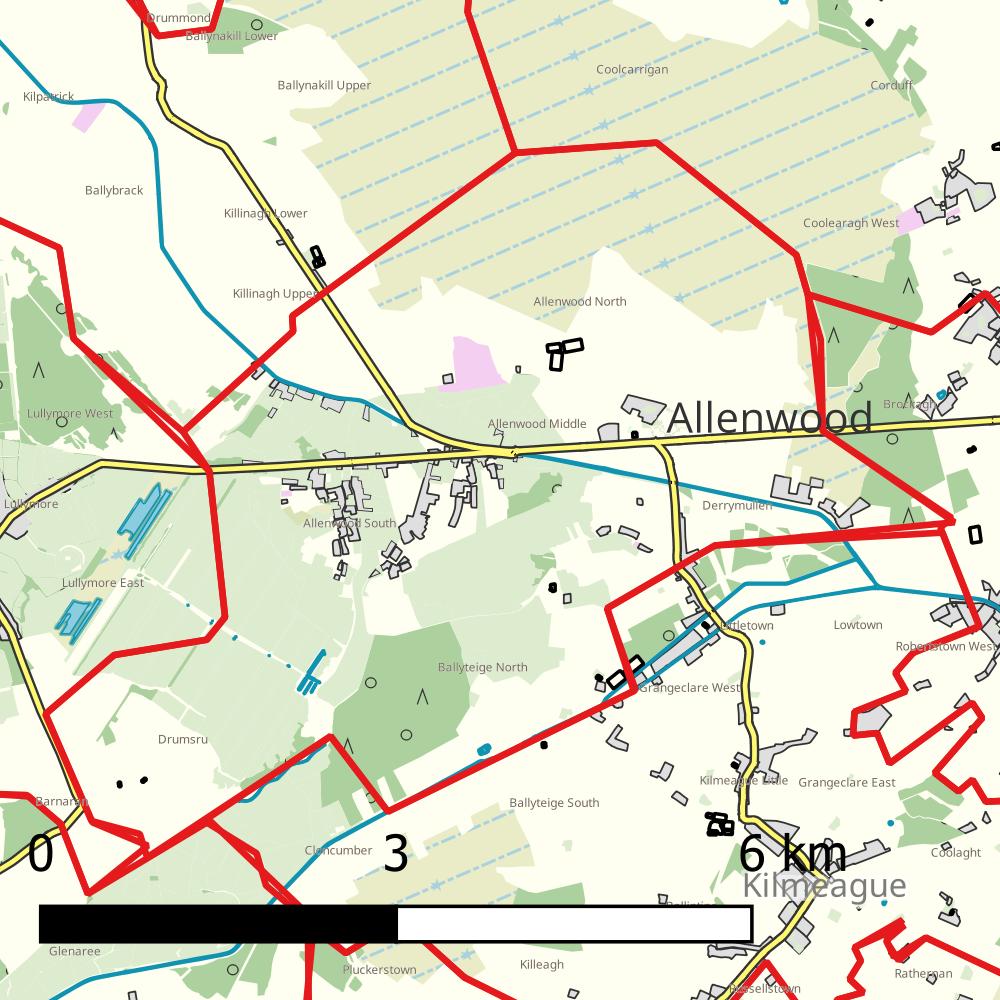 Drummond
Ballynakill Lower
Coolcarrigan
Ballynakill Upper
Corduff
Kilpatrick
Ballybrack
Killinagh Lower
Coolearagh West
Killinagh Upper
Allenwood North
Lullymore West
Brockagh
Allenwood
Allenwood Middle
Lullymore
Derrymullen
Allenwood South
Lullymore East
Littletown
Lowtown
Robertstown West
Ballyteige North
Grangeclare West
Drumsru
Kilmeague Little
Grangeclare East
Barnaran
Ballyteige South
0
3
6 km
Cloncumber
Coolaght
Kilmeague
Glenaree
Killeagh
Pluckerstown
Rathernan
Russellstown